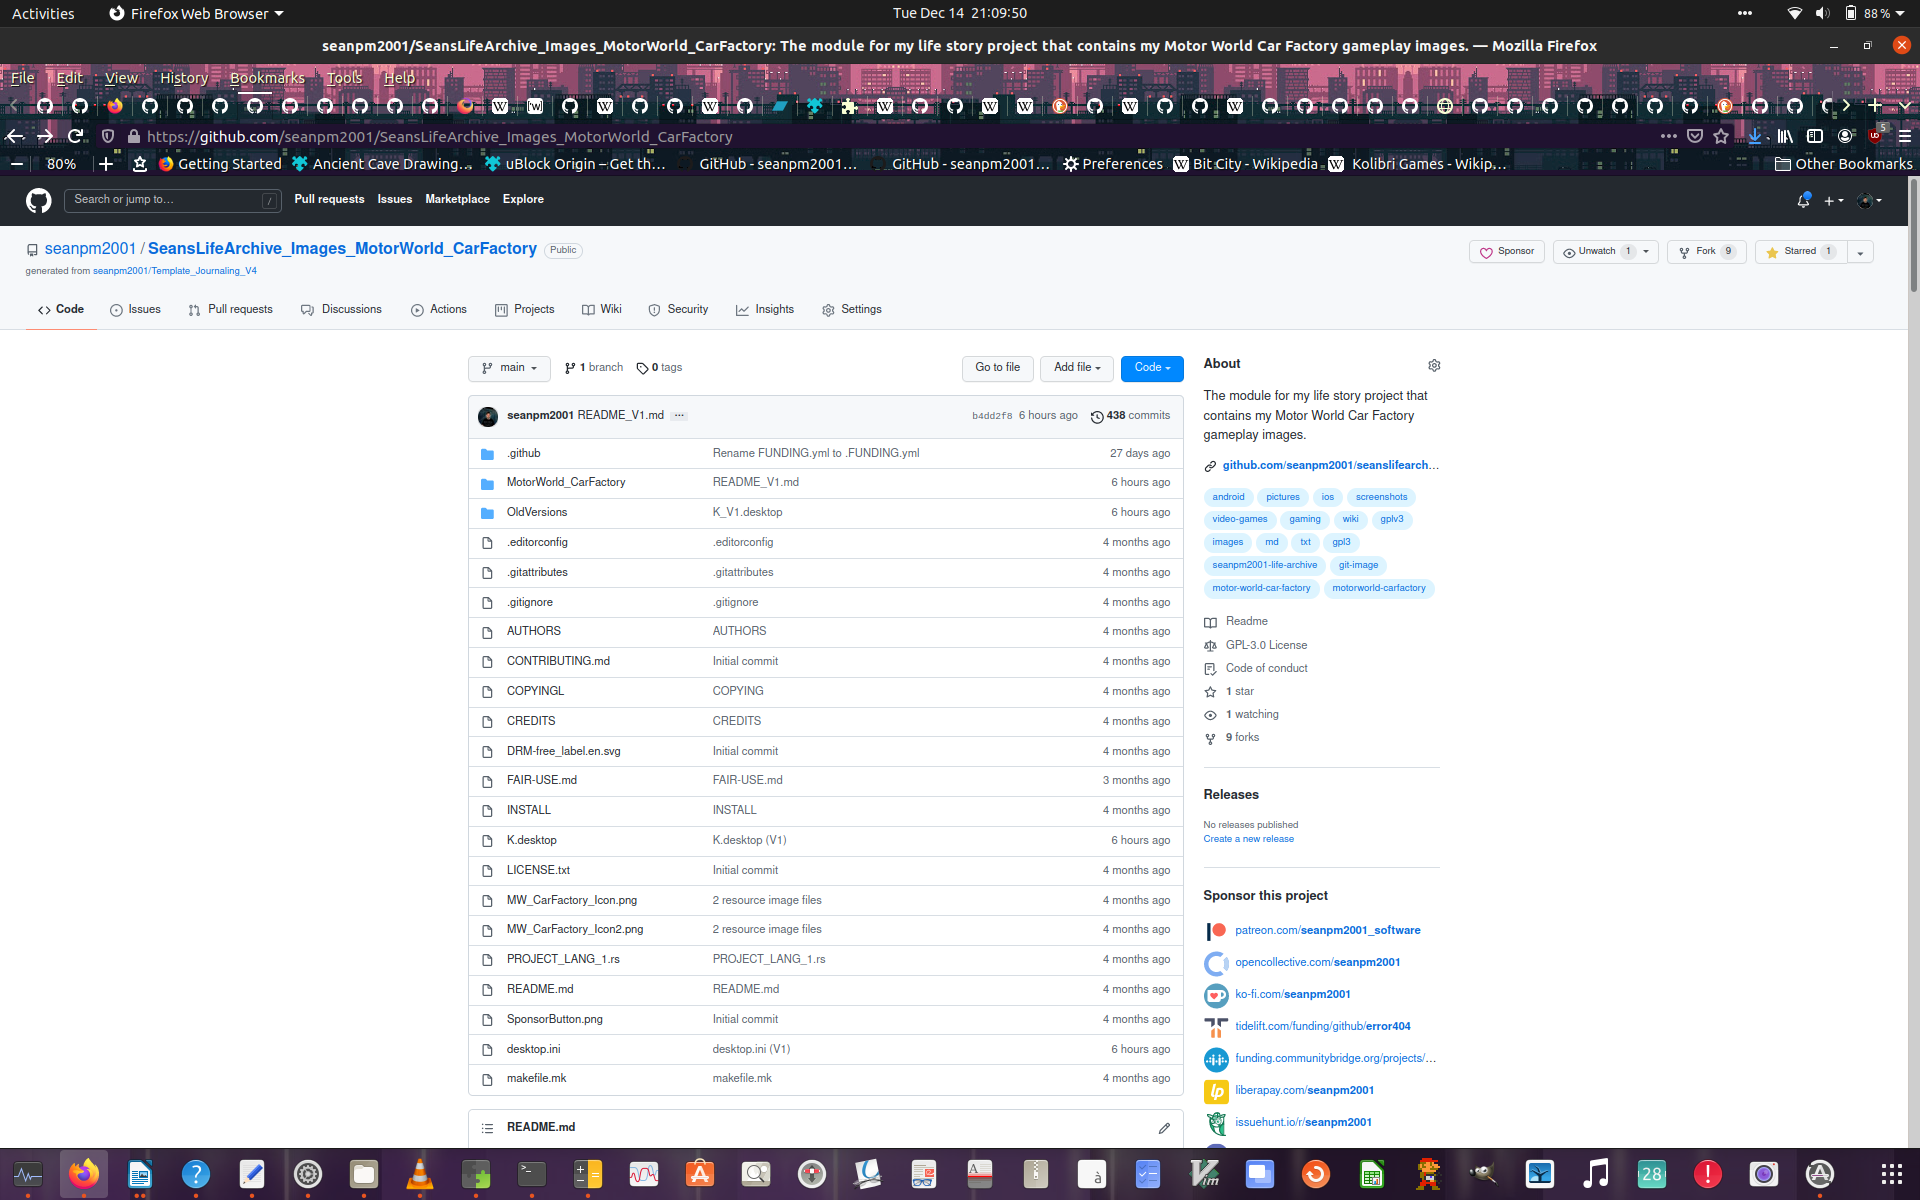 Activities Firefox Web Browser Tue Dec 14 21:09:50 88 %
seanpm2001/SeansLifeArchive_Images_MotorWorld_CarFactory: The module for my life story project that contains my Motor World Car Factory gameplay images. — Mozilla Firefox
File Edit View History Bookmarks Tools Help
https://github.com/seanpm2001/SeansLifeArchive_Images_MotorWorld_CarFactory 5
80% Getting Started Ancient Cave Drawing… uBlock Origin – Get th… GitHub - seanpm2001… GitHub - seanpm2001… Preferences Bit City - Wikipedia Kolibri Games - Wikip… Other Bookmarks
Search or jump to… / Pull requests Issues Marketplace Explore
seanpm2001 / SeansLifeArchive_Images_MotorWorld_CarFactory Public Sponsor Unwatch 1 Fork 9 Starred 1
generated from seanpm2001/Template_Journaling_V4
Code Issues Pull requests Discussions Actions Projects Wiki Security Insights Settings
main 1 branch 0 tags Go to file Add file Code
seanpm2001 README_V1.md … b4dd2f8 6 hours ago 438 commits
.github Rename FUNDING.yml to .FUNDING.yml 27 days ago
MotorWorld_CarFactory README_V1.md 6 hours ago
OldVersions K_V1.desktop 6 hours ago
.editorconfig .editorconfig 4 months ago
.gitattributes .gitattributes 4 months ago
.gitignore .gitignore 4 months ago
AUTHORS AUTHORS 4 months ago
CONTRIBUTING.md Initial commit 4 months ago
COPYINGL COPYING 4 months ago
CREDITS CREDITS 4 months ago
DRM-free_label.en.svg Initial commit 4 months ago
FAIR-USE.md FAIR-USE.md 3 months ago
INSTALL INSTALL 4 months ago
K.desktop K.desktop (V1) 6 hours ago
LICENSE.txt Initial commit 4 months ago
MW_CarFactory_Icon.png 2 resource image files 4 months ago
MW_CarFactory_Icon2.png 2 resource image files 4 months ago
PROJECT_LANG_1.rs PROJECT_LANG_1.rs 4 months ago
README.md README.md 4 months ago
SponsorButton.png Initial commit 4 months ago
desktop.ini desktop.ini (V1) 6 hours ago
makefile.mk makefile.mk 4 months ago
README.md
About
The module for my life story project that
contains my Motor World Car Factory
gameplay images.
github.com/seanpm2001/seanslifearch…
android pictures ios screenshots
video-games gaming wiki gplv3
images md txt gpl3
seanpm2001-life-archive git-image
motor-world-car-factory motorworld-carfactory
Readme
GPL-3.0 License
Code of conduct
1 star
1 watching
9 forks
Releases
No releases published
Create a new release
Sponsor this project
patreon.com/seanpm2001_software
opencollective.com/seanpm2001
ko-fi.com/seanpm2001
tidelift.com/funding/github/error404
funding.communitybridge.org/projects/…
liberapay.com/seanpm2001
issuehunt.io/r/seanpm2001
28